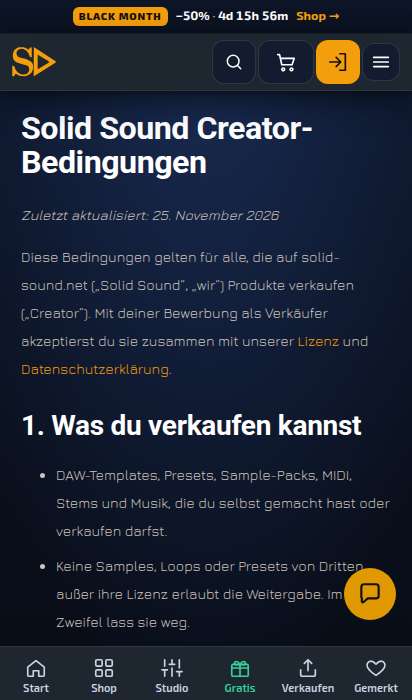 BLACK MONTH −50% · 4d 15h 56m Shop →
S
Solid Sound Creator-
Bedingungen
Zuletzt aktualisiert: 25. November 2026
Diese Bedingungen gelten für alle, die auf solid-
sound.net („Solid Sound“, „wir“) Produkte verkaufen
(„Creator“). Mit deiner Bewerbung als Verkäufer
akzeptierst du sie zusammen mit unserer Lizenz und
Datenschutzerklärung.
1. Was du verkaufen kannst
• DAW-Templates, Presets, Sample-Packs, MIDI,
Stems und Musik, die du selbst gemacht hast oder
verkaufen darfst.
• Keine Samples, Loops oder Presets von Dritten,
außer ihre Lizenz erlaubt die Weitergabe. Im
Zweifel lass sie weg.
Start Shop Studio Gratis Verkaufen Gemerkt